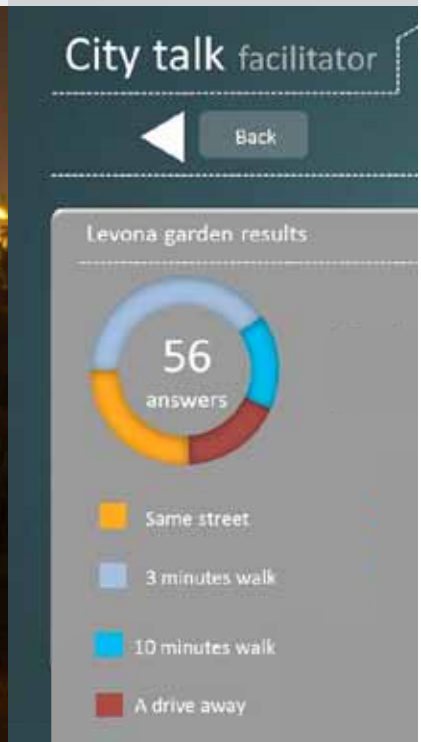 City talk facilitator
Back
Levona garden results
56
answers
Same street
3 minutes walk
10 minutes walk
A drive away